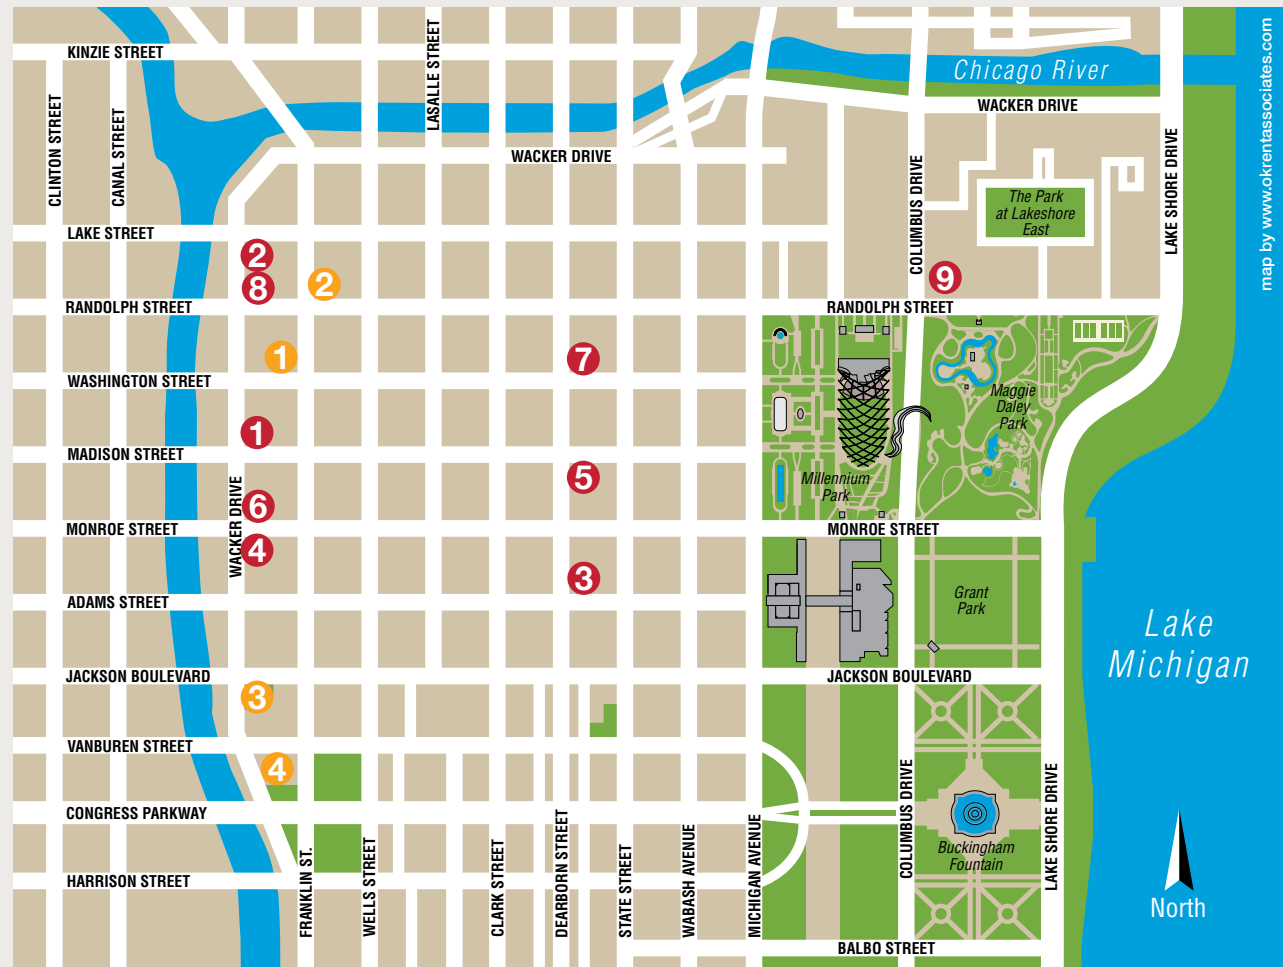 KINZIE STREET
LASALLE STREET
Chicago River
WACKER DRIVE
CLINTON STREET
CANAL STREET
WACKER DRIVE
COLUMBUS DRIVE
LAKE SHORE DRIVE
map by www.okrentassociates.com
The Park
at Lakeshore
East
LAKE STREET
2
8
2
9
RANDOLPH STREET
RANDOLPH STREET
1
7
WASHINGTON STREET
Maggie
Daley
Park
1
MADISON STREET
5
Millennium
Park
WACKER DRIVE
6
MONROE STREET
MONROE STREET
4
3
ADAMS STREET
Grant
Park
Lake
Michigan
JACKSON BOULEVARD
JACKSON BOULEVARD
3
VANBUREN STREET
4
CONGRESS PARKWAY
COLUMBUS DRIVE
LAKE SHORE DRIVE
Buckingham
Fountain
HARRISON STREET
FRANKLIN ST.
WELLS STREET
CLARK STREET
DEARBORN STREET
STATE STREET
WABASH AVENUE
MICHIGAN AVENUE
North
BALBO STREET